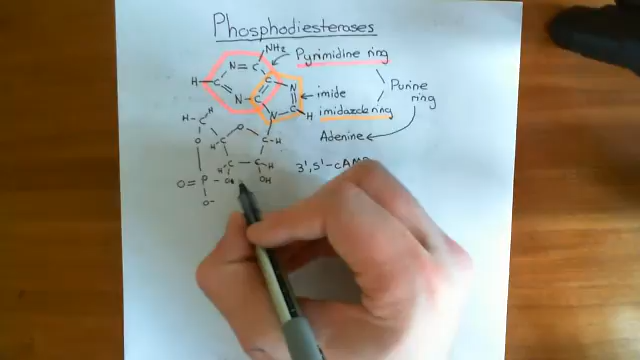 Phosphodiesterases
NH₂
Pyrimidine ring
N = C
H - C
C
N
imide
Purine
ring
N - C
imidazole ring
N
C
H
Adenine
H - C
H
O
C
C
H
O
H
C - C
H
H
3',5'-cAMP
O = P - O
OH
O⁻